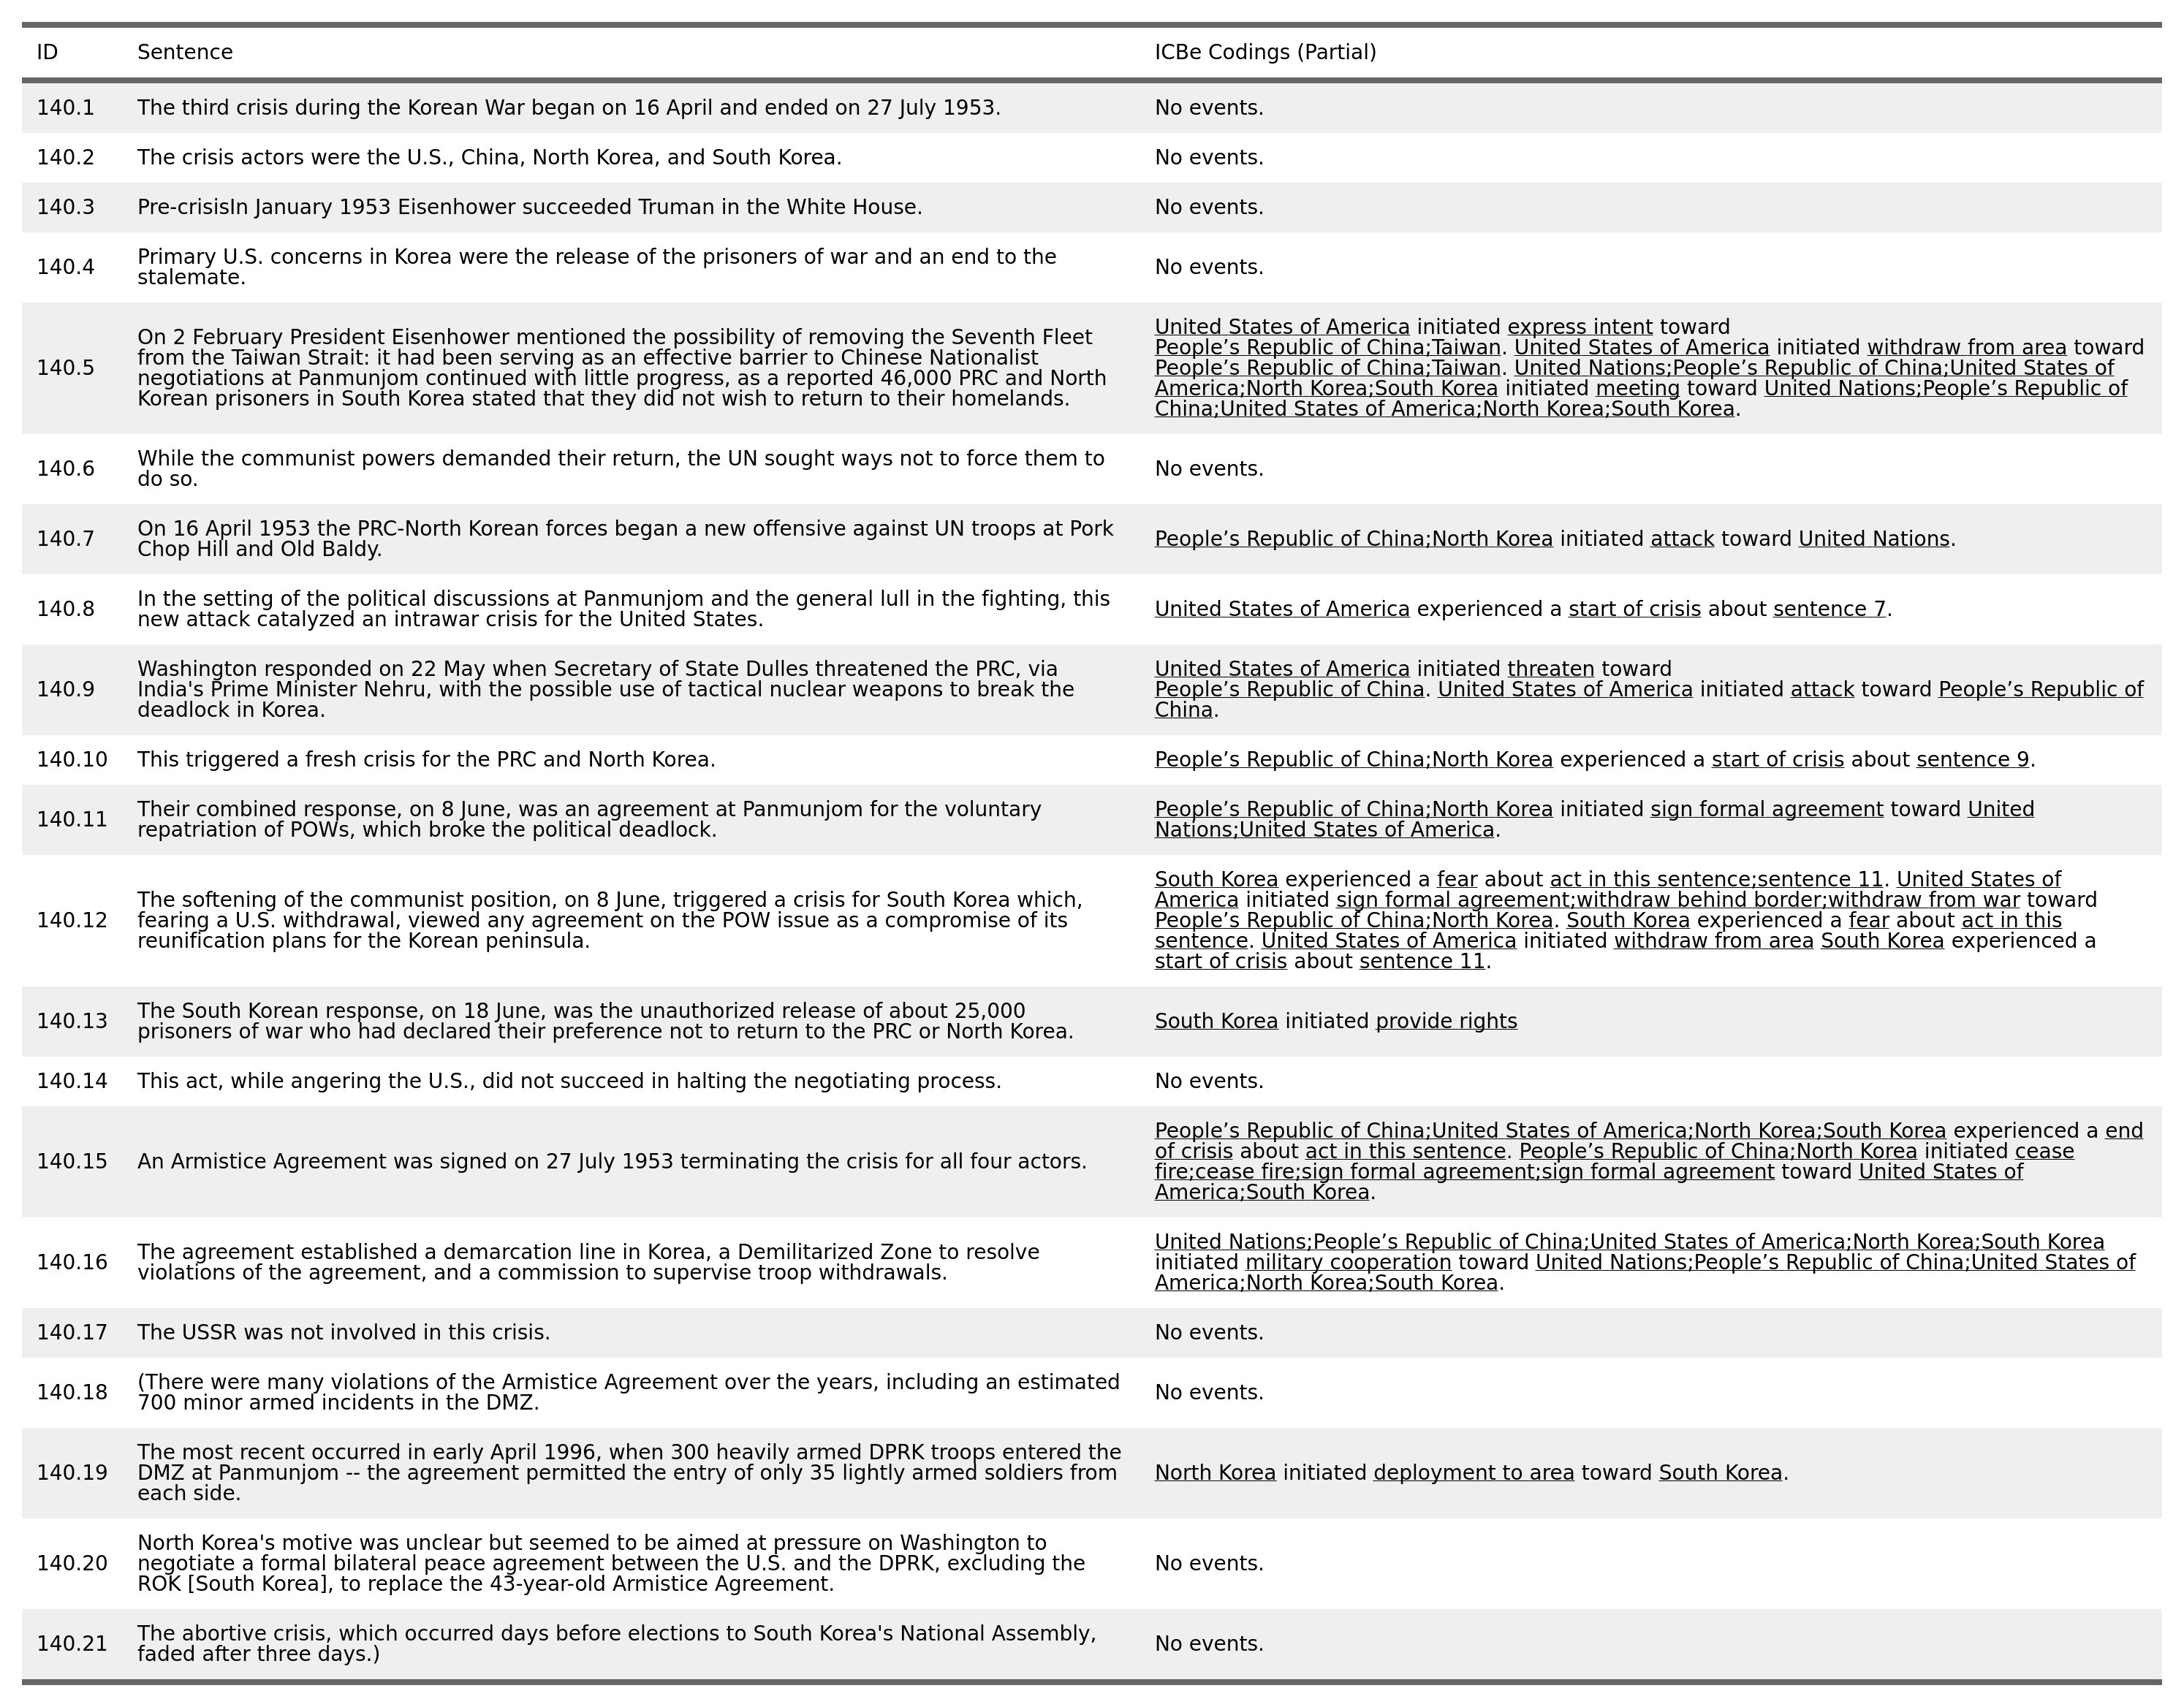 ID Sentence ICBe Codings (Partial)
140.1 The third crisis during the Korean War began on 16 April and ended on 27 July 1953. No events.
140.2 The crisis actors were the U.S., China, North Korea, and South Korea. No events.
140.3 Pre-crisisIn January 1953 Eisenhower succeeded Truman in the White House. No events.
140.4
Primary U.S. concerns in Korea were the release of the prisoners of war and an end to the
stalemate.
No events.
140.5
On 2 February President Eisenhower mentioned the possibility of removing the Seventh Fleet
from the Taiwan Strait: it had been serving as an effective barrier to Chinese Nationalist
negotiations at Panmunjom continued with little progress, as a reported 46,000 PRC and North
Korean prisoners in South Korea stated that they did not wish to return to their homelands.
United States of America initiated express intent toward
People’s Republic of China;Taiwan. United States of America initiated withdraw from area toward
People’s Republic of China;Taiwan. United Nations;People’s Republic of China;United States of
America;North Korea;South Korea initiated meeting toward United Nations;People’s Republic of
China;United States of America;North Korea;South Korea.
140.6
While the communist powers demanded their return, the UN sought ways not to force them to
do so.
No events.
140.7
On 16 April 1953 the PRC-North Korean forces began a new offensive against UN troops at Pork
Chop Hill and Old Baldy.
People’s Republic of China;North Korea initiated attack toward United Nations.
140.8
In the setting of the political discussions at Panmunjom and the general lull in the fighting, this
new attack catalyzed an intrawar crisis for the United States.
United States of America experienced a start of crisis about sentence 7.
140.9
Washington responded on 22 May when Secretary of State Dulles threatened the PRC, via
India's Prime Minister Nehru, with the possible use of tactical nuclear weapons to break the
deadlock in Korea.
United States of America initiated threaten toward
People’s Republic of China. United States of America initiated attack toward People’s Republic of
China.
140.10 This triggered a fresh crisis for the PRC and North Korea. People’s Republic of China;North Korea experienced a start of crisis about sentence 9.
140.11
Their combined response, on 8 June, was an agreement at Panmunjom for the voluntary
repatriation of POWs, which broke the political deadlock.
People’s Republic of China;North Korea initiated sign formal agreement toward United
Nations;United States of America.
140.12
The softening of the communist position, on 8 June, triggered a crisis for South Korea which,
fearing a U.S. withdrawal, viewed any agreement on the POW issue as a compromise of its
reunification plans for the Korean peninsula.
South Korea experienced a fear about act in this sentence;sentence 11. United States of
America initiated sign formal agreement;withdraw behind border;withdraw from war toward
People’s Republic of China;North Korea. South Korea experienced a fear about act in this
sentence. United States of America initiated withdraw from area South Korea experienced a
start of crisis about sentence 11.
140.13
The South Korean response, on 18 June, was the unauthorized release of about 25,000
prisoners of war who had declared their preference not to return to the PRC or North Korea.
South Korea initiated provide rights
140.14 This act, while angering the U.S., did not succeed in halting the negotiating process. No events.
140.15
An Armistice Agreement was signed on 27 July 1953 terminating the crisis for all four actors.
People’s Republic of China;United States of America;North Korea;South Korea experienced a end
of crisis about act in this sentence. People’s Republic of China;North Korea initiated cease
fire;cease fire;sign formal agreement;sign formal agreement toward United States of
America;South Korea.
140.16
The agreement established a demarcation line in Korea, a Demilitarized Zone to resolve
violations of the agreement, and a commission to supervise troop withdrawals.
United Nations;People’s Republic of China;United States of America;North Korea;South Korea
initiated military cooperation toward United Nations;People’s Republic of China;United States of
America;North Korea;South Korea.
140.17 The USSR was not involved in this crisis. No events.
140.18
(There were many violations of the Armistice Agreement over the years, including an estimated
700 minor armed incidents in the DMZ.
No events.
140.19
The most recent occurred in early April 1996, when 300 heavily armed DPRK troops entered the
DMZ at Panmunjom -- the agreement permitted the entry of only 35 lightly armed soldiers from
each side.
North Korea initiated deployment to area toward South Korea.
140.20
North Korea's motive was unclear but seemed to be aimed at pressure on Washington to
negotiate a formal bilateral peace agreement between the U.S. and the DPRK, excluding the
ROK [South Korea], to replace the 43-year-old Armistice Agreement.
No events.
140.21
The abortive crisis, which occurred days before elections to South Korea's National Assembly,
faded after three days.)
No events.